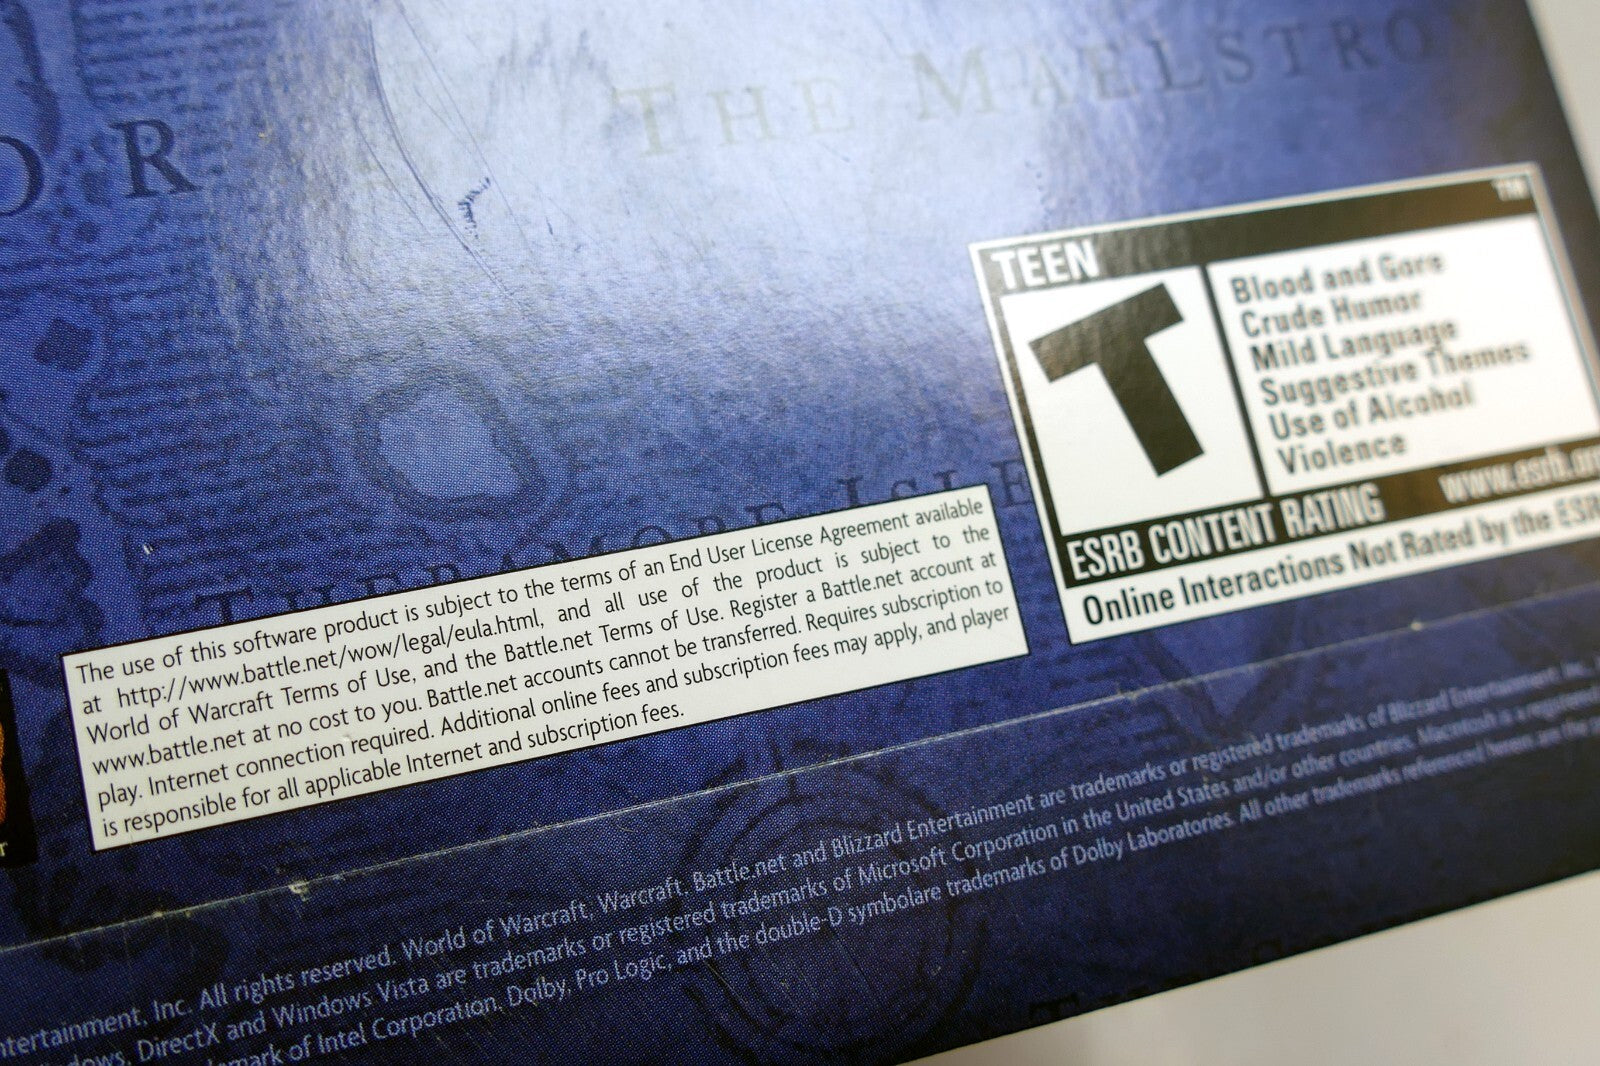 OR
THE MAELSTRO
TEEN
TM
T
Blood and Gore
Crude Humor
Mild Language
Suggestive Themes
Use of Alcohol
Violence
ESRB CONTENT RATING
www.esrb.or
Online Interactions Not Rated by the ESR
THERAMORE ISLE
The use of this software product is subject to the terms of an End User License Agreement available
at http://www.battle.net/wow/legal/eula.html, and all use of the product is subject to the
World of Warcraft Terms of Use, and the Battle.net Terms of Use. Register a Battle.net account at
www.battle.net at no cost to you. Battle.net accounts cannot be transferred. Requires subscription to
play. Internet connection required. Additional online fees and subscription fees may apply, and player
is responsible for all applicable Internet and subscription fees.
ntertainment, Inc. All rights reserved. World of Warcraft, Warcraft, Battle.net and Blizzard Entertainment are trademarks or registered trademarks of Blizzard Entertainment, Inc.,
indows, DirectX and Windows Vista are trademarks or registered trademarks of Microsoft Corporation in the United States and/or other countries. Macintosh is a registered
demark of Intel Corporation, Dolby, Pro Logic, and the double-D symbolare trademarks of Dolby Laboratories. All other trademarks referenced herein are the